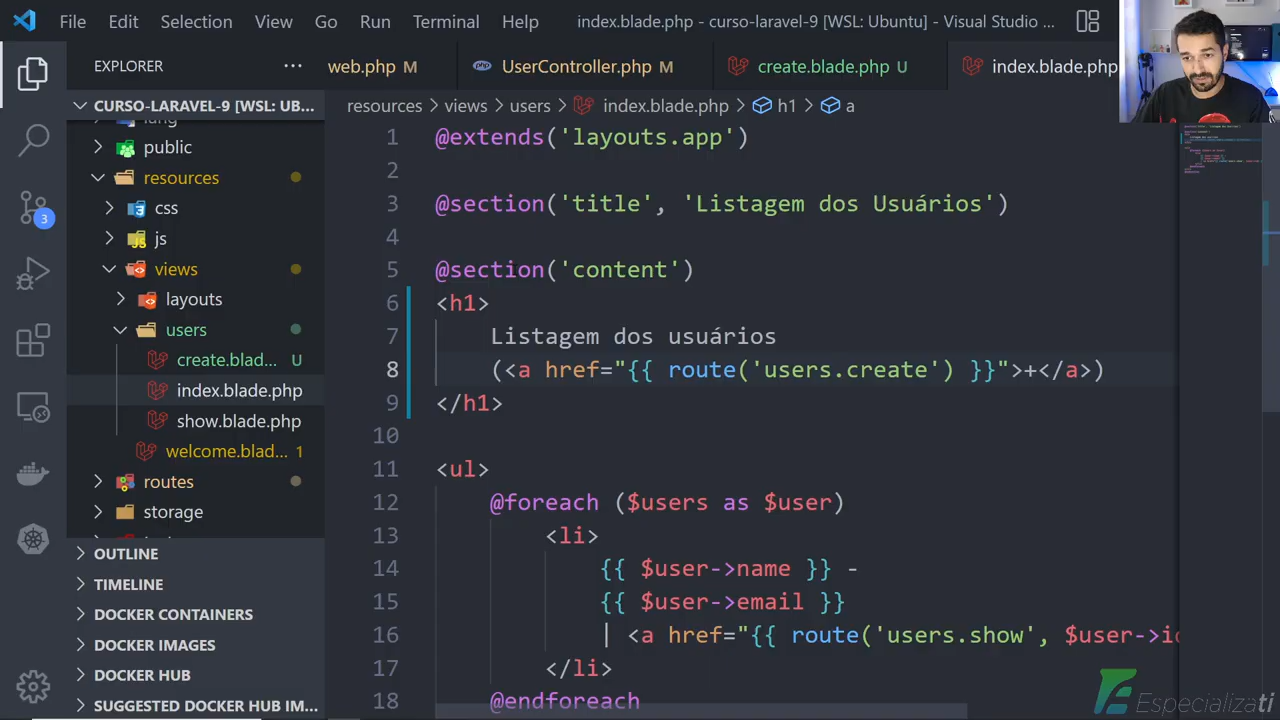 File Edit Selection View Go Run Terminal Help index.blade.php - curso-laravel-9 [WSL: Ubuntu] - Visual Studio ...
EXPLORER ...
web.php M UserController.php M create.blade.php U index.blade.php
CURSO-LARAVEL-9 [WSL: UB...
resources > views > users > index.blade.php > h1 > a
lang
public
resources
css
js
views
layouts
users
create.blad... U
index.blade.php
show.blade.php
welcome.blad... 1
routes
storage
OUTLINE
TIMELINE
DOCKER CONTAINERS
DOCKER IMAGES
DOCKER HUB
SUGGESTED DOCKER HUB IM...
3
1 @extends('layouts.app')
2
3 @section('title', 'Listagem dos Usuários')
4
5 @section('content')
6 <h1>
7 Listagem dos usuários
8 (<a href="{{ route('users.create') }}">+</a>)
9 </h1>
10
11 <ul>
12 @foreach ($users as $user)
13 <li>
14 {{ $user->name }} -
15 {{ $user->email }}
16 | <a href="{{ route('users.show', $user->id
17 </li>
18 @endforeach
Especializati